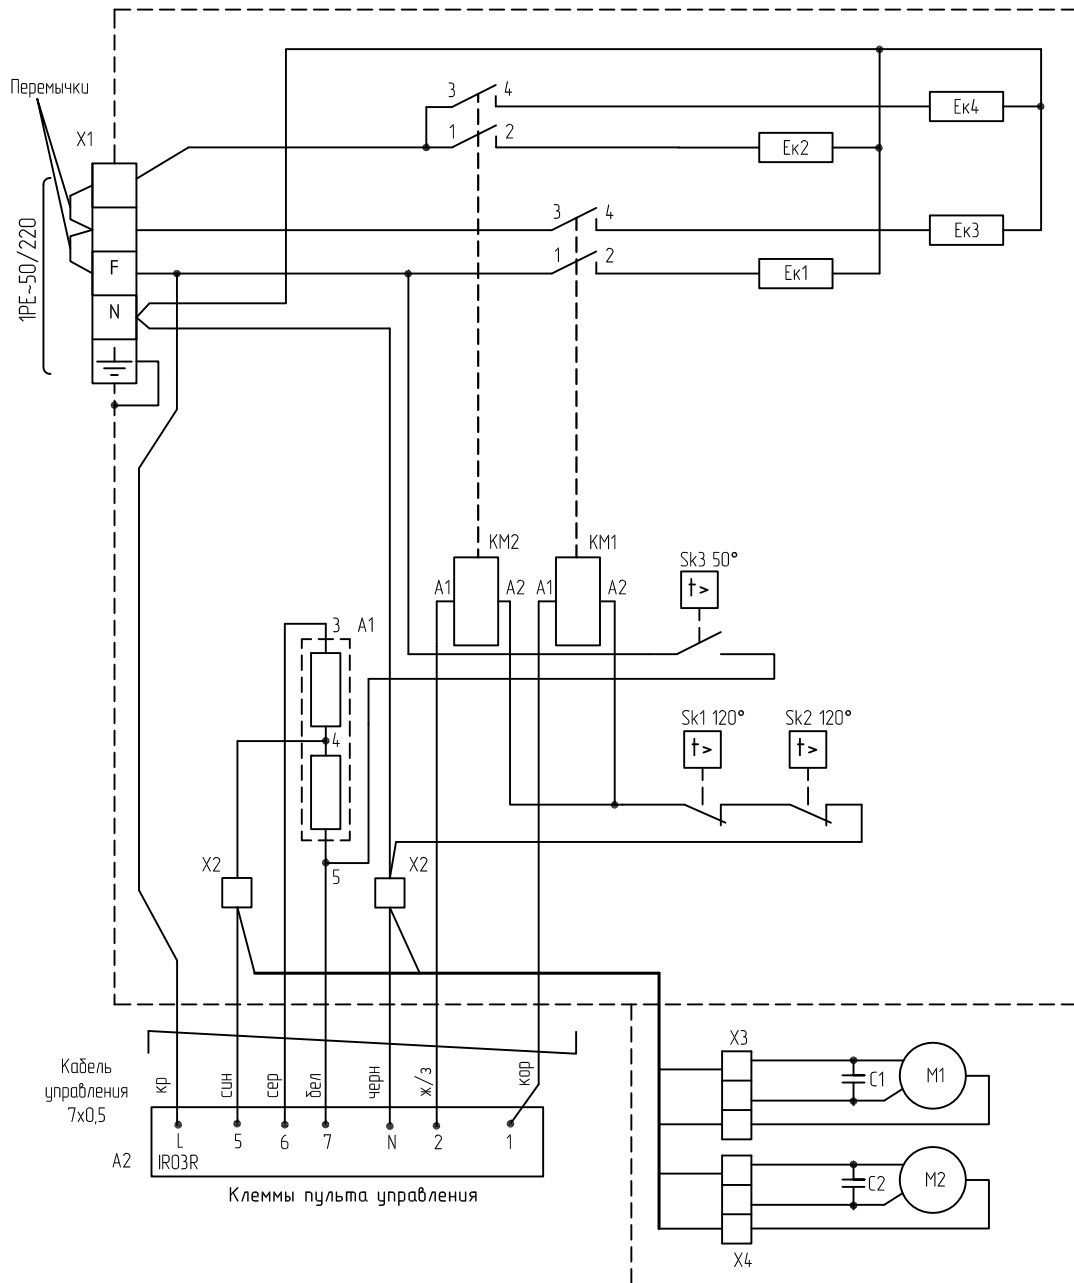 Перемычки
X1
1PE~50/220
F
N
3
4
1
2
Ек4
Ек2
3
4
1
2
Ек3
Ек1
KM2
KM1
A1
A2
A1
A2
Sk3 50°
t>
3
A1
4
5
Sk1 120°
Sk2 120°
t>
t>
X2
X2
Кабель
управления
7x0,5
кр
син
сер
бел
черн
ж/з
кор
L
5
6
7
N
2
1
A2
IR03R
Клеммы пульта управления
X3
C1
M1
C2
M2
X4